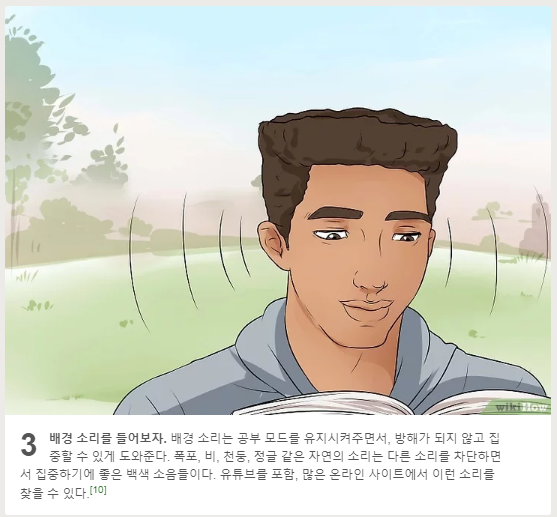 wikiHow
3 배경 소리를 들어보자. 배경 소리는 공부 모드를 유지시켜주면서, 방해가 되지 않고 집
중할 수 있게 도와준다. 폭포, 비, 천둥, 정글 같은 자연의 소리는 다른 소리를 차단하면
서 집중하기에 좋은 백색 소음들이다. 유튜브를 포함, 많은 온라인 사이트에서 이런 소리를
찾을 수 있다.[10]